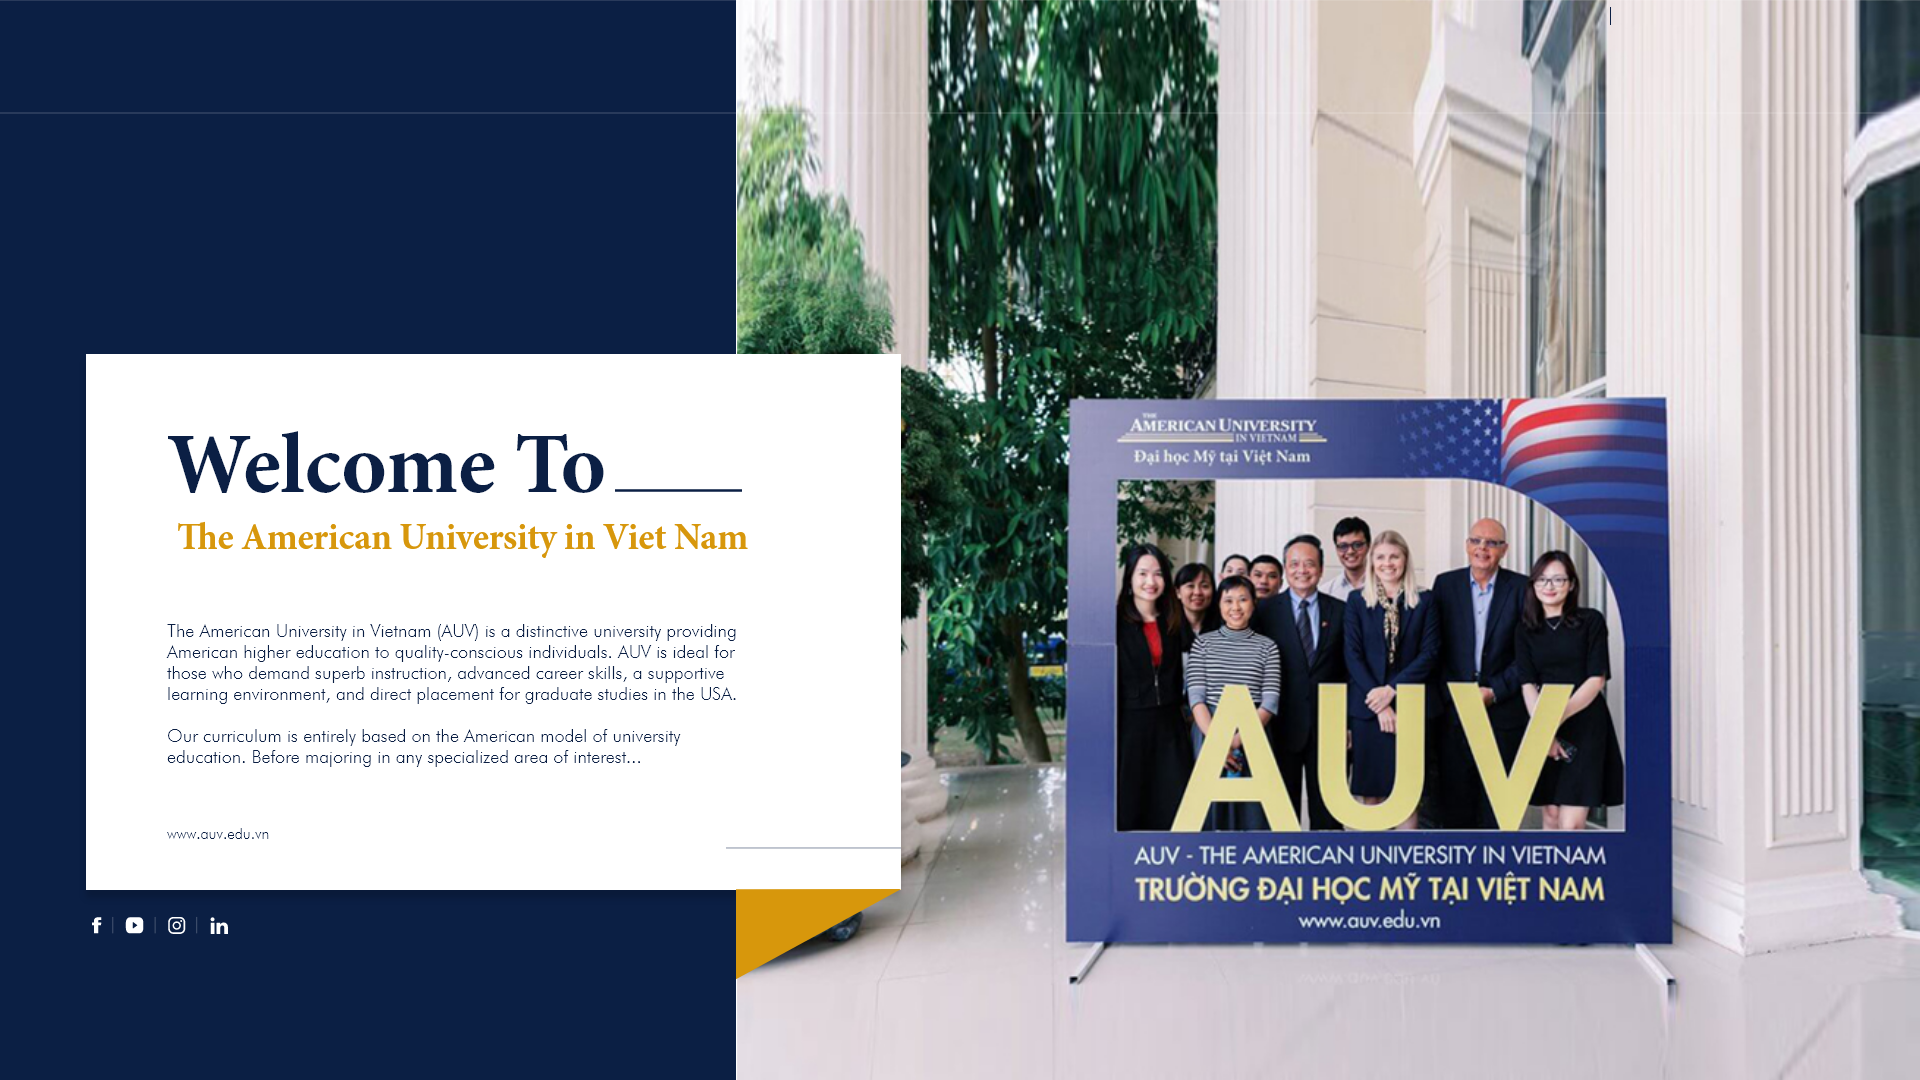 Welcome To
The American University in Viet Nam
The American University in Vietnam (AUV) is a distinctive university providing
American higher education to quality-conscious individuals. AUV is ideal for
those who demand superb instruction, advanced career skills, a supportive
learning environment, and direct placement for graduate studies in the USA.
Our curriculum is entirely based on the American model of university
education. Before majoring in any specialized area of interest...
www.auv.edu.vn
THE
AMERICAN UNIVERSITY
IN VIETNAM
Đại học Mỹ tại Việt Nam
AUV
AUV - THE AMERICAN UNIVERSITY IN VIETNAM
TRƯỜNG ĐẠI HỌC MỸ TẠI VIỆT NAM
www.auv.edu.vn